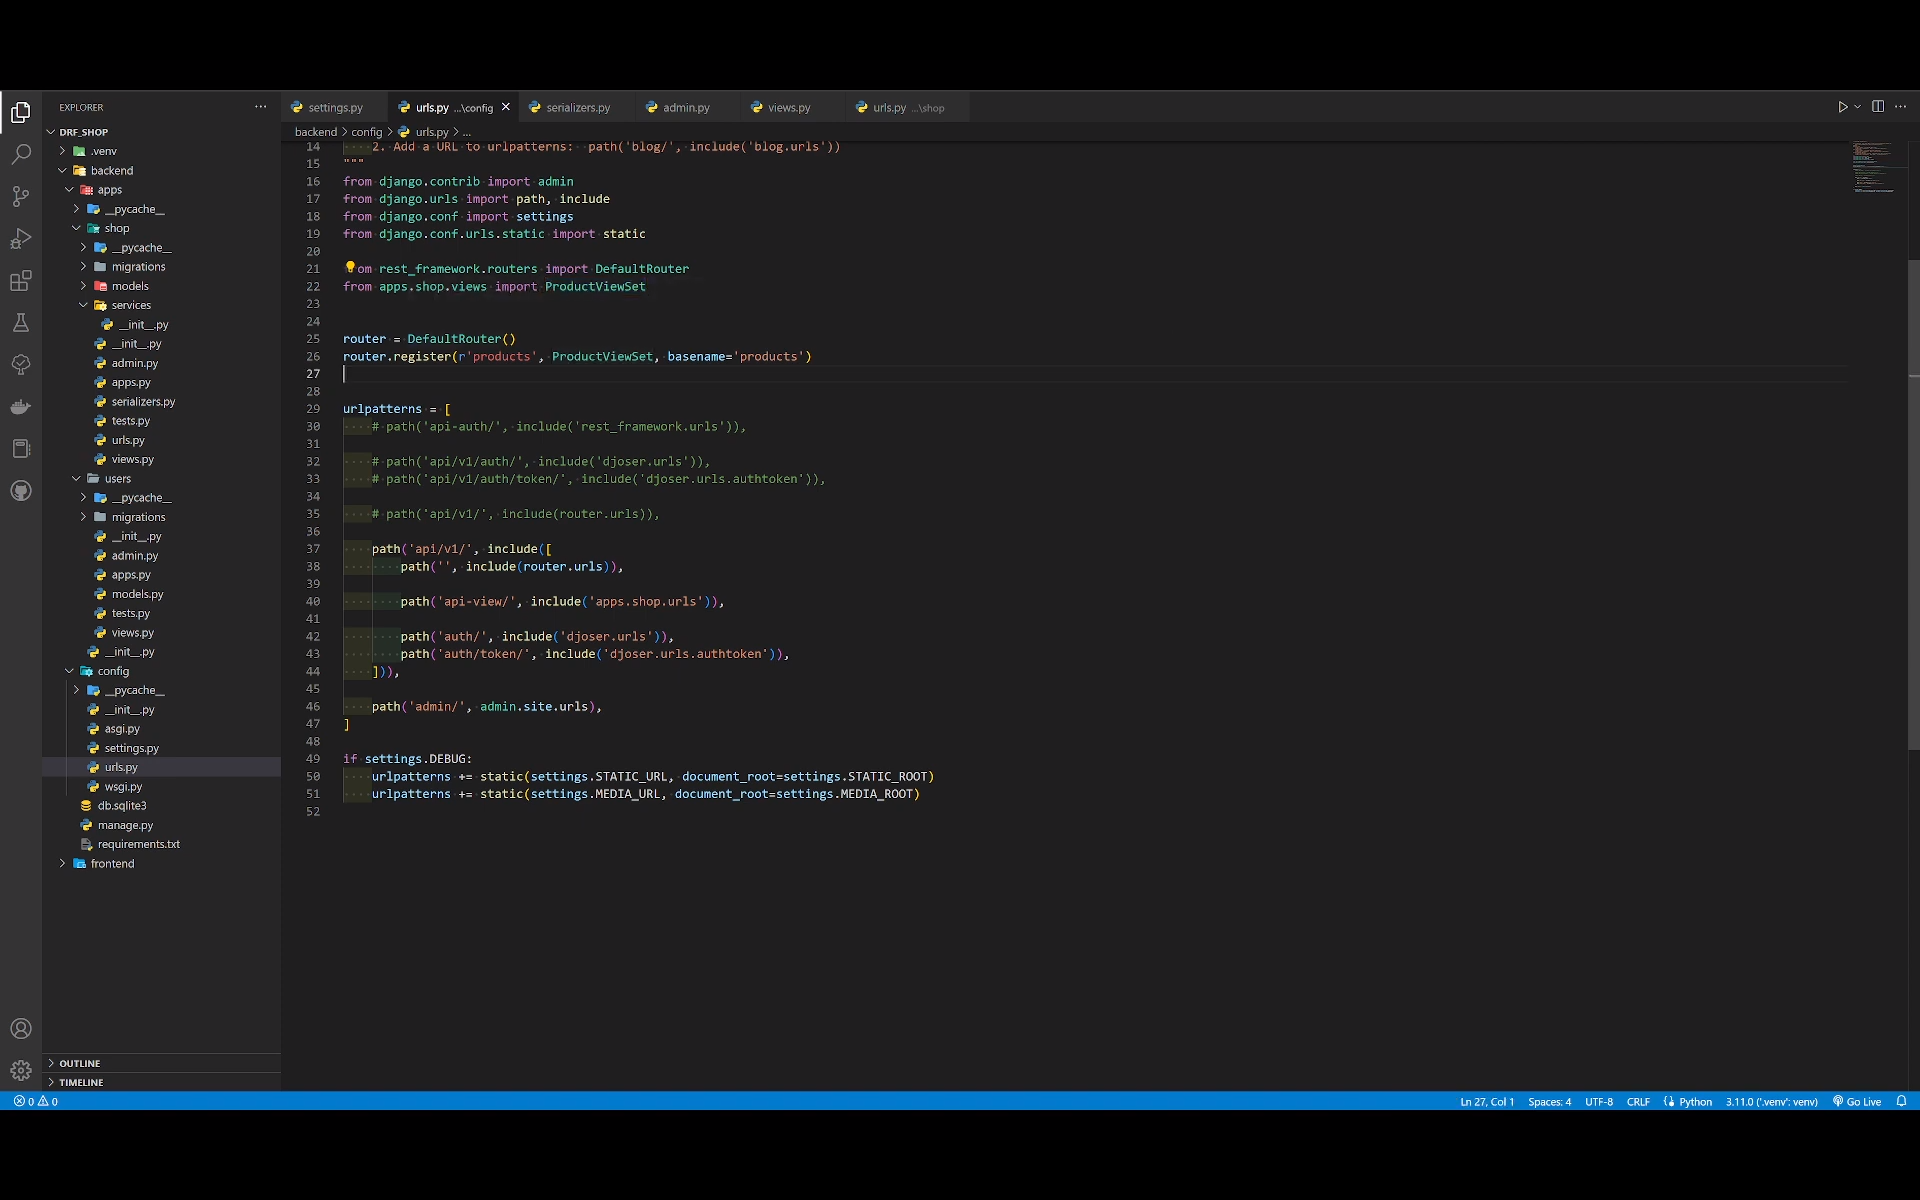 EXPLORER
DRF_SHOP
.venv
backend
apps
__pycache__
shop
__pycache__
migrations
models
services
__init__.py
__init__.py
admin.py
apps.py
serializers.py
tests.py
urls.py
views.py
users
__pycache__
migrations
__init__.py
admin.py
apps.py
models.py
tests.py
views.py
__init__.py
config
__pycache__
__init__.py
asgi.py
settings.py
urls.py
wsgi.py
db.sqlite3
manage.py
requirements.txt
frontend
OUTLINE
TIMELINE
settings.py urls.py ...\config serializers.py admin.py views.py urls.py ...\shop
backend > config > urls.py > ...
14 2. Add a URL to urlpatterns:  path('blog/', include('blog.urls'))
15 """
16 from django.contrib import admin
17 from django.urls import path, include
18 from django.conf import settings
19 from django.conf.urls.static import static
20
21 om rest_framework.routers import DefaultRouter
22 from apps.shop.views import ProductViewSet
23
24
25 router = DefaultRouter()
26 router.register(r'products', ProductViewSet, basename='products')
27
28
29 urlpatterns = [
30     # path('api-auth/', include('rest_framework.urls')),
31
32     # path('api/v1/auth/', include('djoser.urls')),
33     # path('api/v1/auth/token/', include('djoser.urls.authtoken')),
34
35     # path('api/v1/', include(router.urls)),
36
37     path('api/v1/', include([
38         path('', include(router.urls)),
39
40         path('api-view/', include('apps.shop.urls')),
41
42         path('auth/', include('djoser.urls')),
43         path('auth/token/', include('djoser.urls.authtoken')),
44     ])),
45
46     path('admin/', admin.site.urls),
47 ]
48
49 if settings.DEBUG:
50     urlpatterns += static(settings.STATIC_URL, document_root=settings.STATIC_ROOT)
51     urlpatterns += static(settings.MEDIA_URL, document_root=settings.MEDIA_ROOT)
52
0 0 Ln 27, Col 1 Spaces: 4 UTF-8 CRLF Python 3.11.0 ('.venv': venv) Go Live